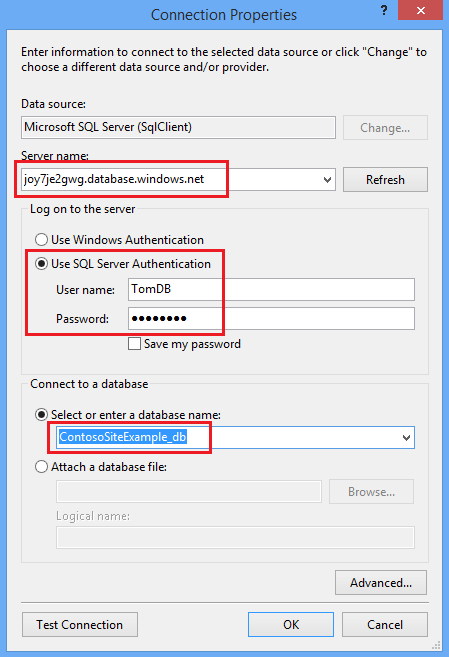 Connection Properties
?
Enter information to connect to the selected data source or click "Change" to
choose a different data source and/or provider.
Data source:
Microsoft SQL Server (SqlClient)
Change...
Server name:
joy7je2gwg.database.windows.net
Refresh
Log on to the server
Use Windows Authentication
Use SQL Server Authentication
User name:
TomDB
Password:
●●●●●●●●
Save my password
Connect to a database
Select or enter a database name:
ContosoSiteExample_db
Attach a database file:
Browse...
Logical name:
Advanced...
Test Connection
OK
Cancel